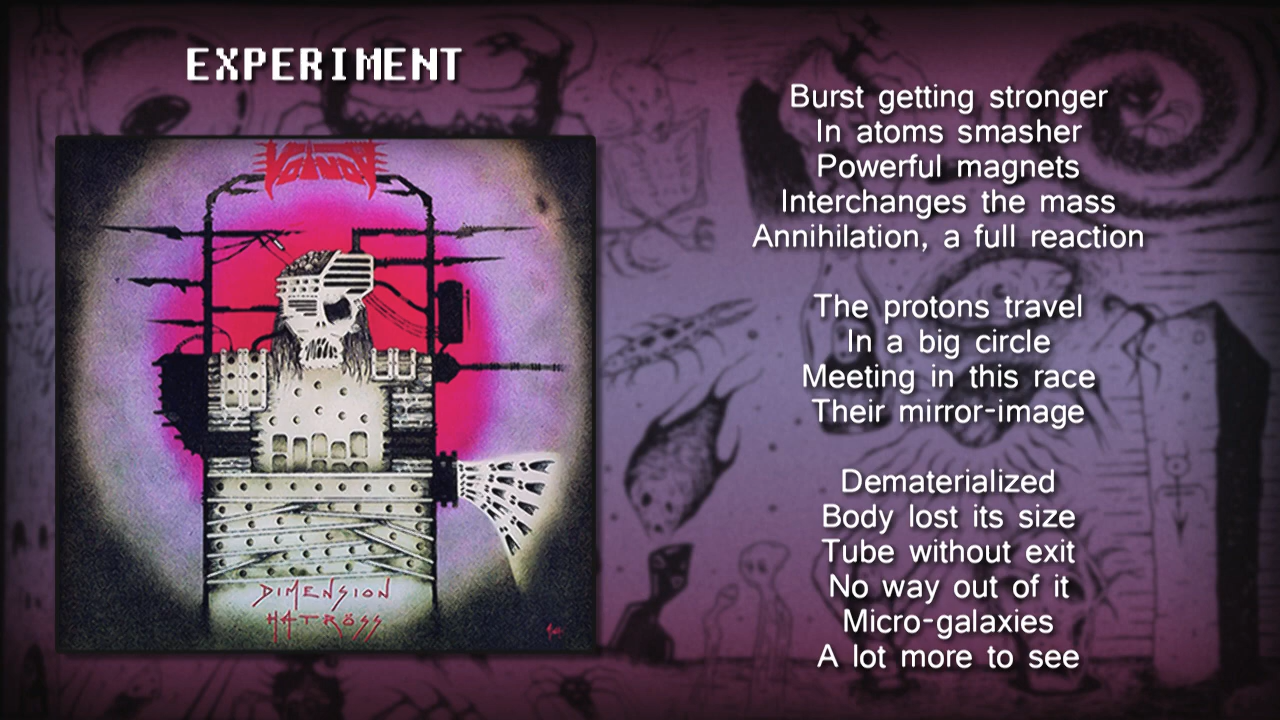 EXPERIMENT
VOIVOD
DIMENSION
HATRÖSS
Burst getting stronger
In atoms smasher
Powerful magnets
Interchanges the mass
Annihilation, a full reaction
The protons travel
In a big circle
Meeting in this race
Their mirror-image
Dematerialized
Body lost its size
Tube without exit
No way out of it
Micro-galaxies
A lot more to see